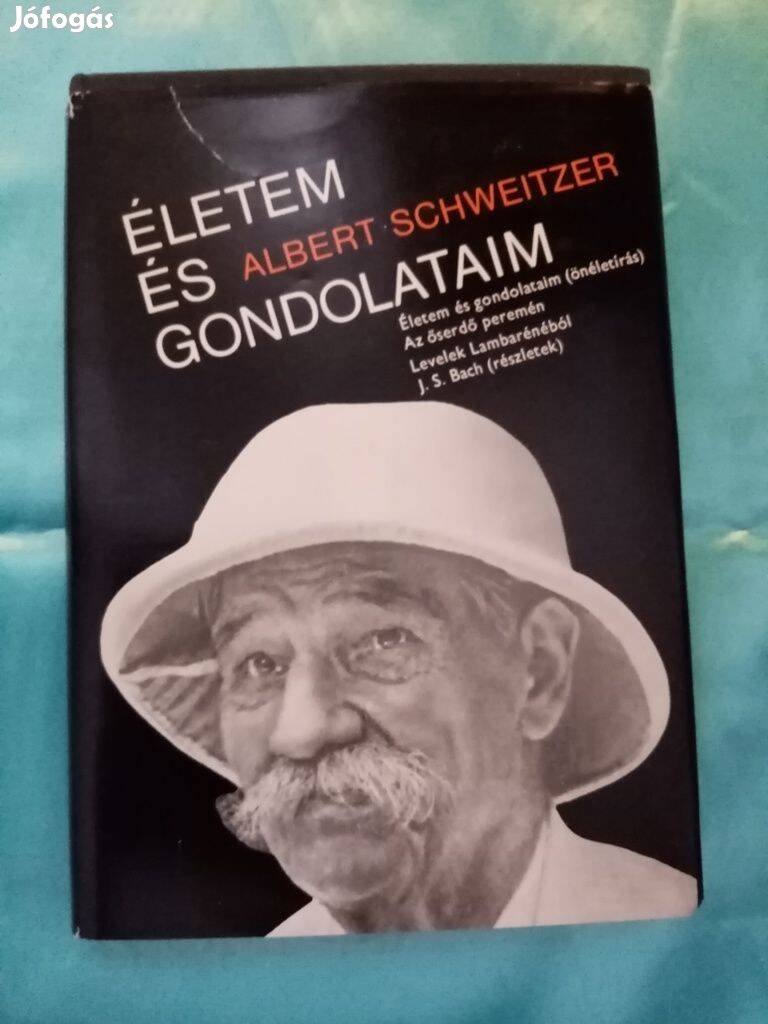 Jófogás
ÉLETEM
ÉS ALBERT SCHWEITZER
GONDOLATAIM
Életem és gondolataim (önéletírás)
Az őserdő peremén
Levelek Lambarénéből
J. S. Bach (részletek)